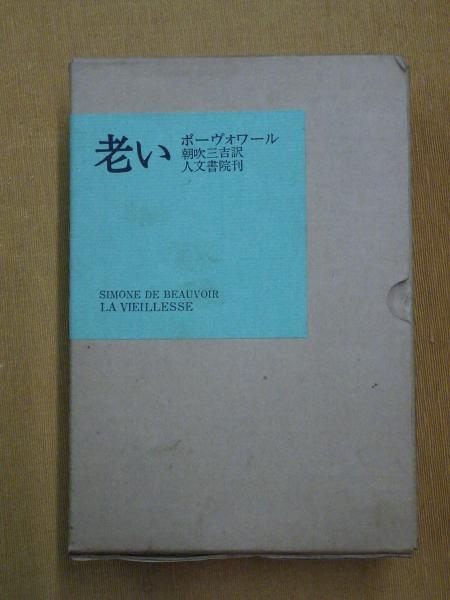 老い
ボーヴォワール
朝吹三吉訳
人文書院刊
SIMONE DE BEAUVOIR
LA VIEILLESSE